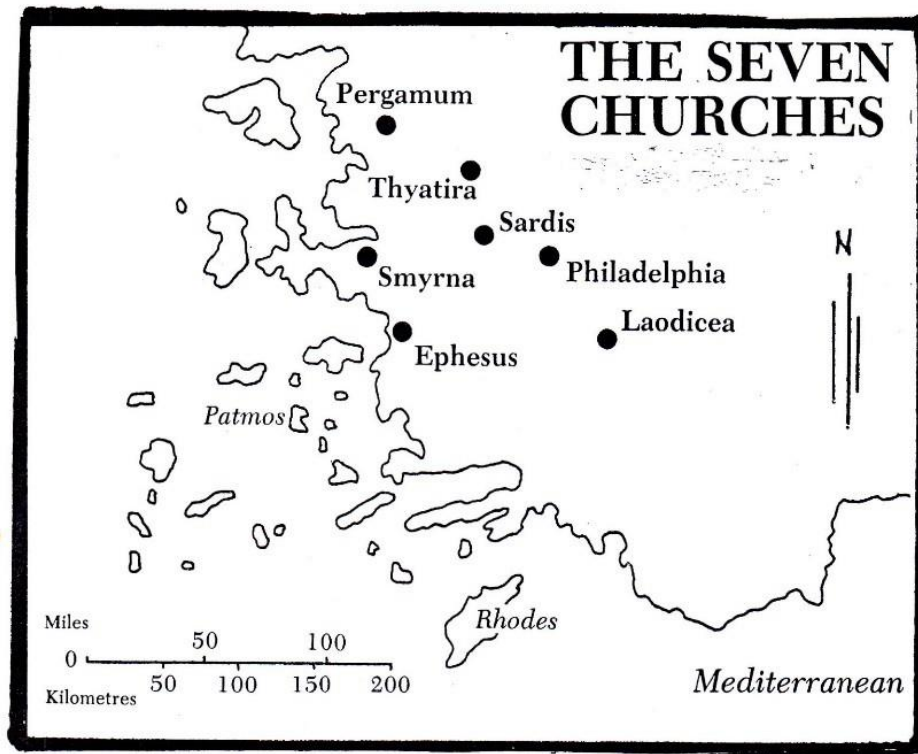 THE SEVEN
CHURCHES
Pergamum
Thyatira
Sardis
N
Smyrna
Philadelphia
Laodicea
Ephesus
Patmos
Rhodes
Miles
50 100
0
50 100 150 200
Kilometres
Mediterranean